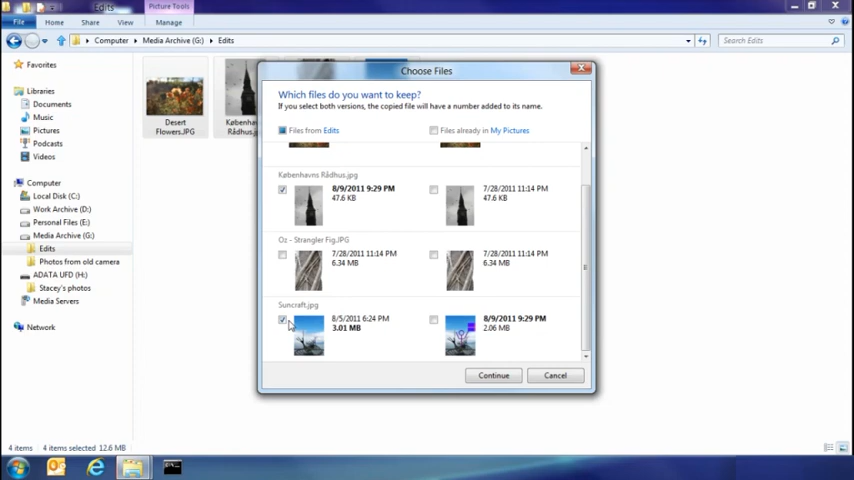 Edits
Picture Tools
File
Home
Share
View
Manage
Computer
Media Archive (G:)
Edits
Search Edits
Favorites
Libraries
Documents
Music
Pictures
Podcasts
Videos
Computer
Local Disk (C:)
Work Archive (D:)
Personal Files (E:)
Media Archive (G:)
Edits
Photos from old camera
ADATA UFD (H:)
Stacey's photos
Media Servers
Network
Desert
Flowers.JPG
Københa
Rådhus.j
Choose Files
Which files do you want to keep?
If you select both versions, the copied file will have a number added to its name.
Files from Edits
Files already in My Pictures
Københavns Rådhus.jpg
8/9/2011 9:29 PM
47.6 KB
7/28/2011 11:14 PM
47.6 KB
Oz - Strangler Fig.JPG
7/28/2011 11:14 PM
6.34 MB
7/28/2011 11:14 PM
6.34 MB
Suncraft.jpg
8/5/2011 6:24 PM
3.01 MB
8/9/2011 9:29 PM
2.06 MB
Continue
Cancel
4 items
4 items selected 12.6 MB